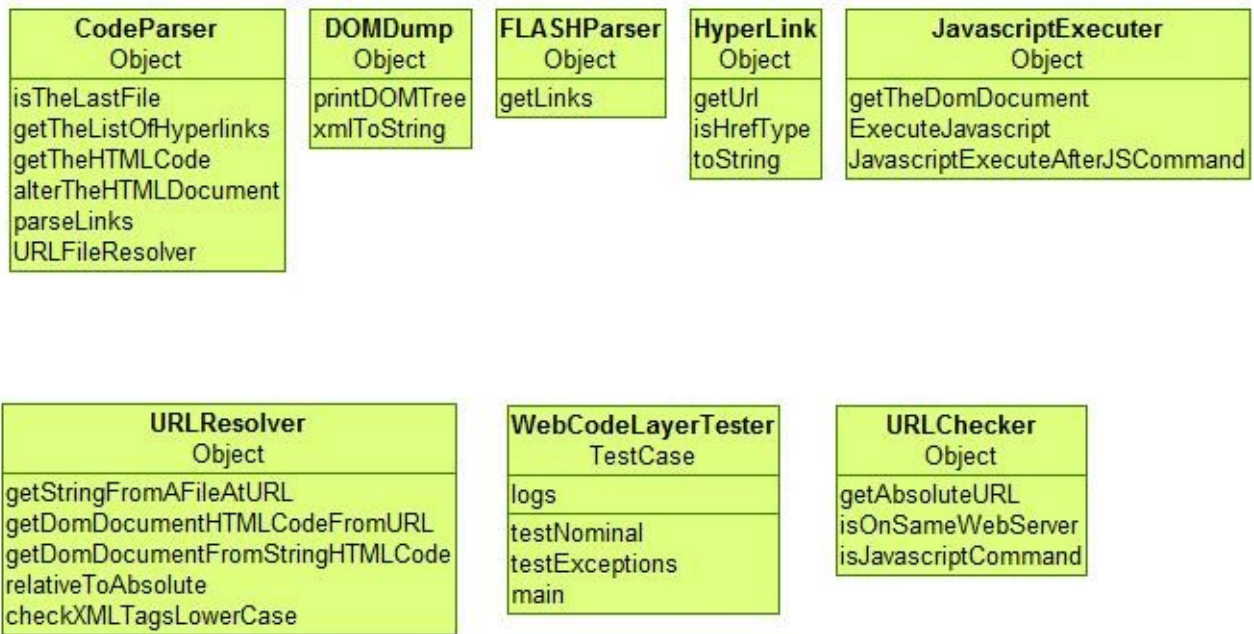 CodeParser
Object
isTheLastFile
getTheListOfHyperlinks
getTheHTMLCode
alterTheHTMLDocument
parseLinks
URLFileResolver
DOMDump
Object
printDOMTree
xmlToString
FLASHParser
Object
getLinks
HyperLink
Object
getUrl
isHrefType
toString
JavascriptExecuter
Object
getTheDomDocument
ExecuteJavascript
JavascriptExecuteAfterJSCommand
URLResolver
Object
getStringFromAFileAtURL
getDomDocumentHTMLCodeFromURL
getDomDocumentFromStringHTMLCode
relativeToAbsolute
checkXMLTagsLowerCase
WebCodeLayerTester
TestCase
logs
testNominal
testExceptions
main
URLChecker
Object
getAbsoluteURL
isOnSameWebServer
isJavascriptCommand